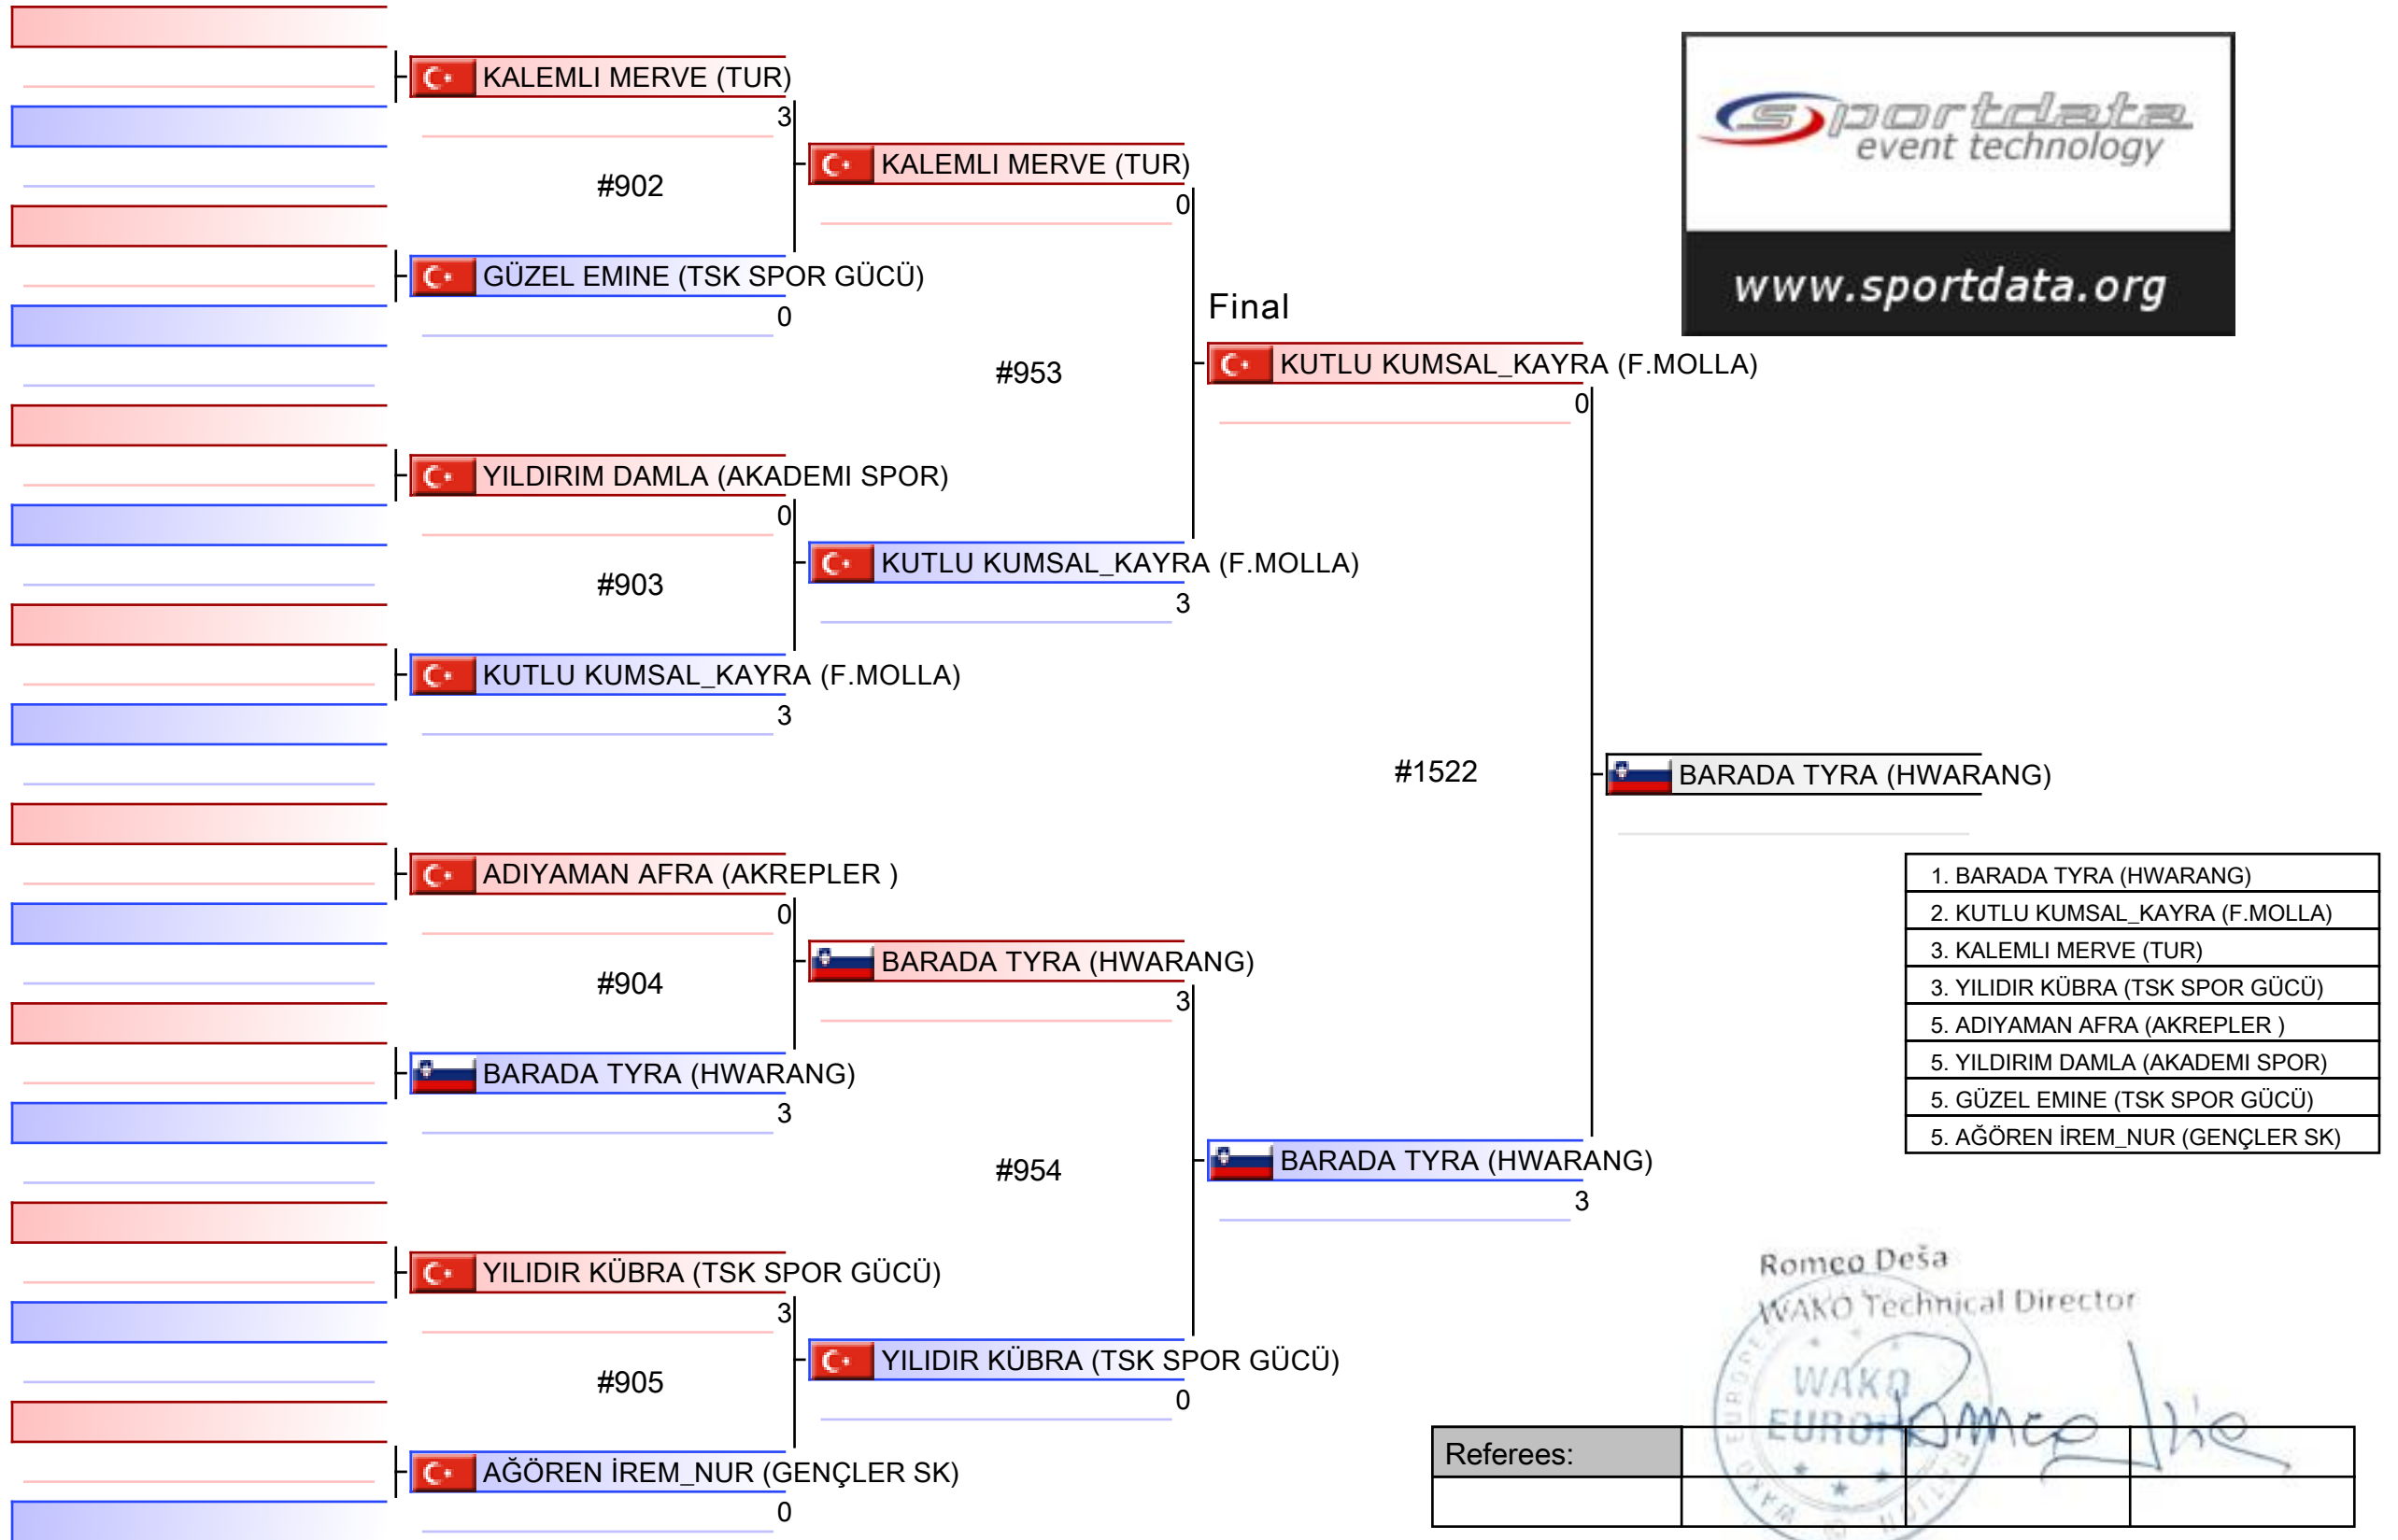 KALEMLI MERVE (TUR)
3
#902
GÜZEL EMINE (TSK SPOR GÜCÜ)
0
YILDIRIM DAMLA (AKADEMI SPOR)
0
#903
KUTLU KUMSAL_KAYRA (F.MOLLA)
3
ADIYAMAN AFRA (AKREPLER )
0
#904
BARADA TYRA (HWARANG)
3
YILIDIR KÜBRA (TSK SPOR GÜCÜ)
3
#905
AĞÖREN İREM_NUR (GENÇLER SK)
0
KALEMLI MERVE (TUR)
0
#953
KUTLU KUMSAL_KAYRA (F.MOLLA)
3
BARADA TYRA (HWARANG)
3
#954
YILIDIR KÜBRA (TSK SPOR GÜCÜ)
0
Final
KUTLU KUMSAL_KAYRA (F.MOLLA)
0
#1522
BARADA TYRA (HWARANG)
3
BARADA TYRA (HWARANG)
sportdata
event technology
www.sportdata.org
1. BARADA TYRA (HWARANG)
2. KUTLU KUMSAL_KAYRA (F.MOLLA)
3. KALEMLI MERVE (TUR)
3. YILIDIR KÜBRA (TSK SPOR GÜCÜ)
5. ADIYAMAN AFRA (AKREPLER )
5. YILDIRIM DAMLA (AKADEMI SPOR)
5. GÜZEL EMINE (TSK SPOR GÜCÜ)
5. AĞÖREN İREM_NUR (GENÇLER SK)
Romeo Deša
WAKO Technical Director
WAKO
EUROPE
Referees: